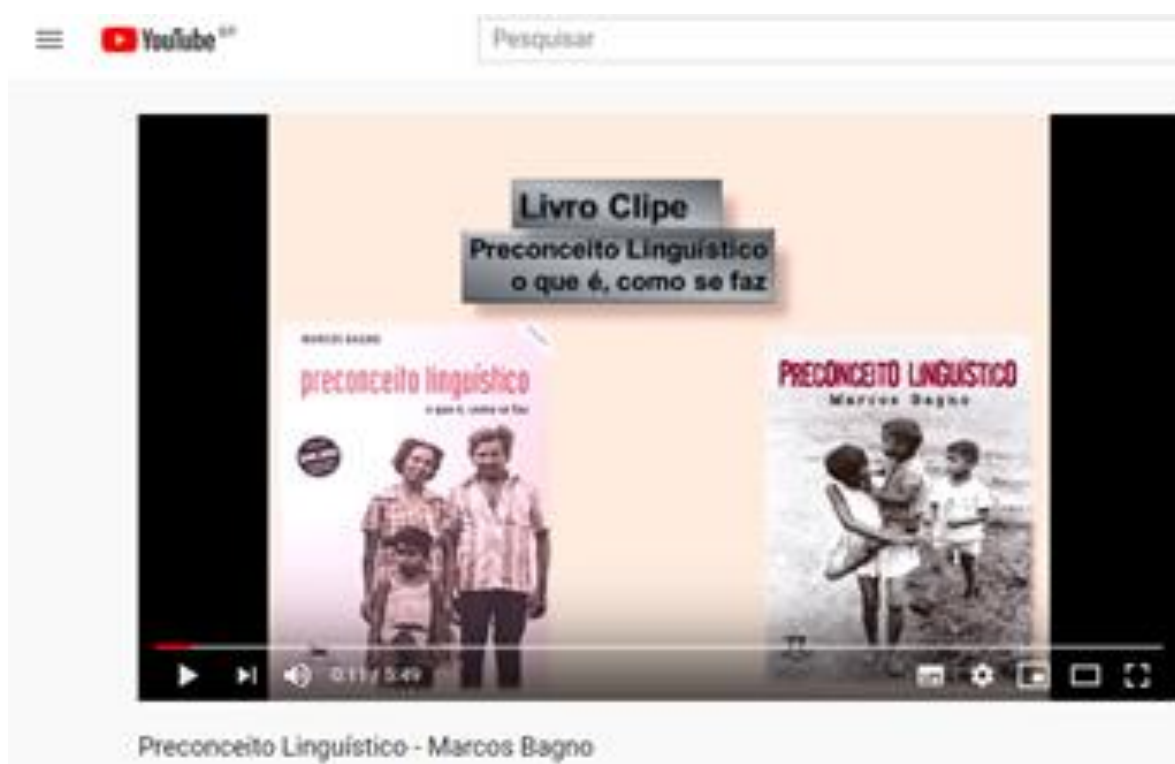 YouTube BR
Pesquisar
Livro Clipe
Preconceito Linguístico
o que é, como se faz
MARCOS BAGNO
preconceito linguístico
o que é, como se faz
PRECONCEITO LINGUÍSTICO
Marcos Bagno
0:11 / 5:49
Preconceito Linguístico - Marcos Bagno